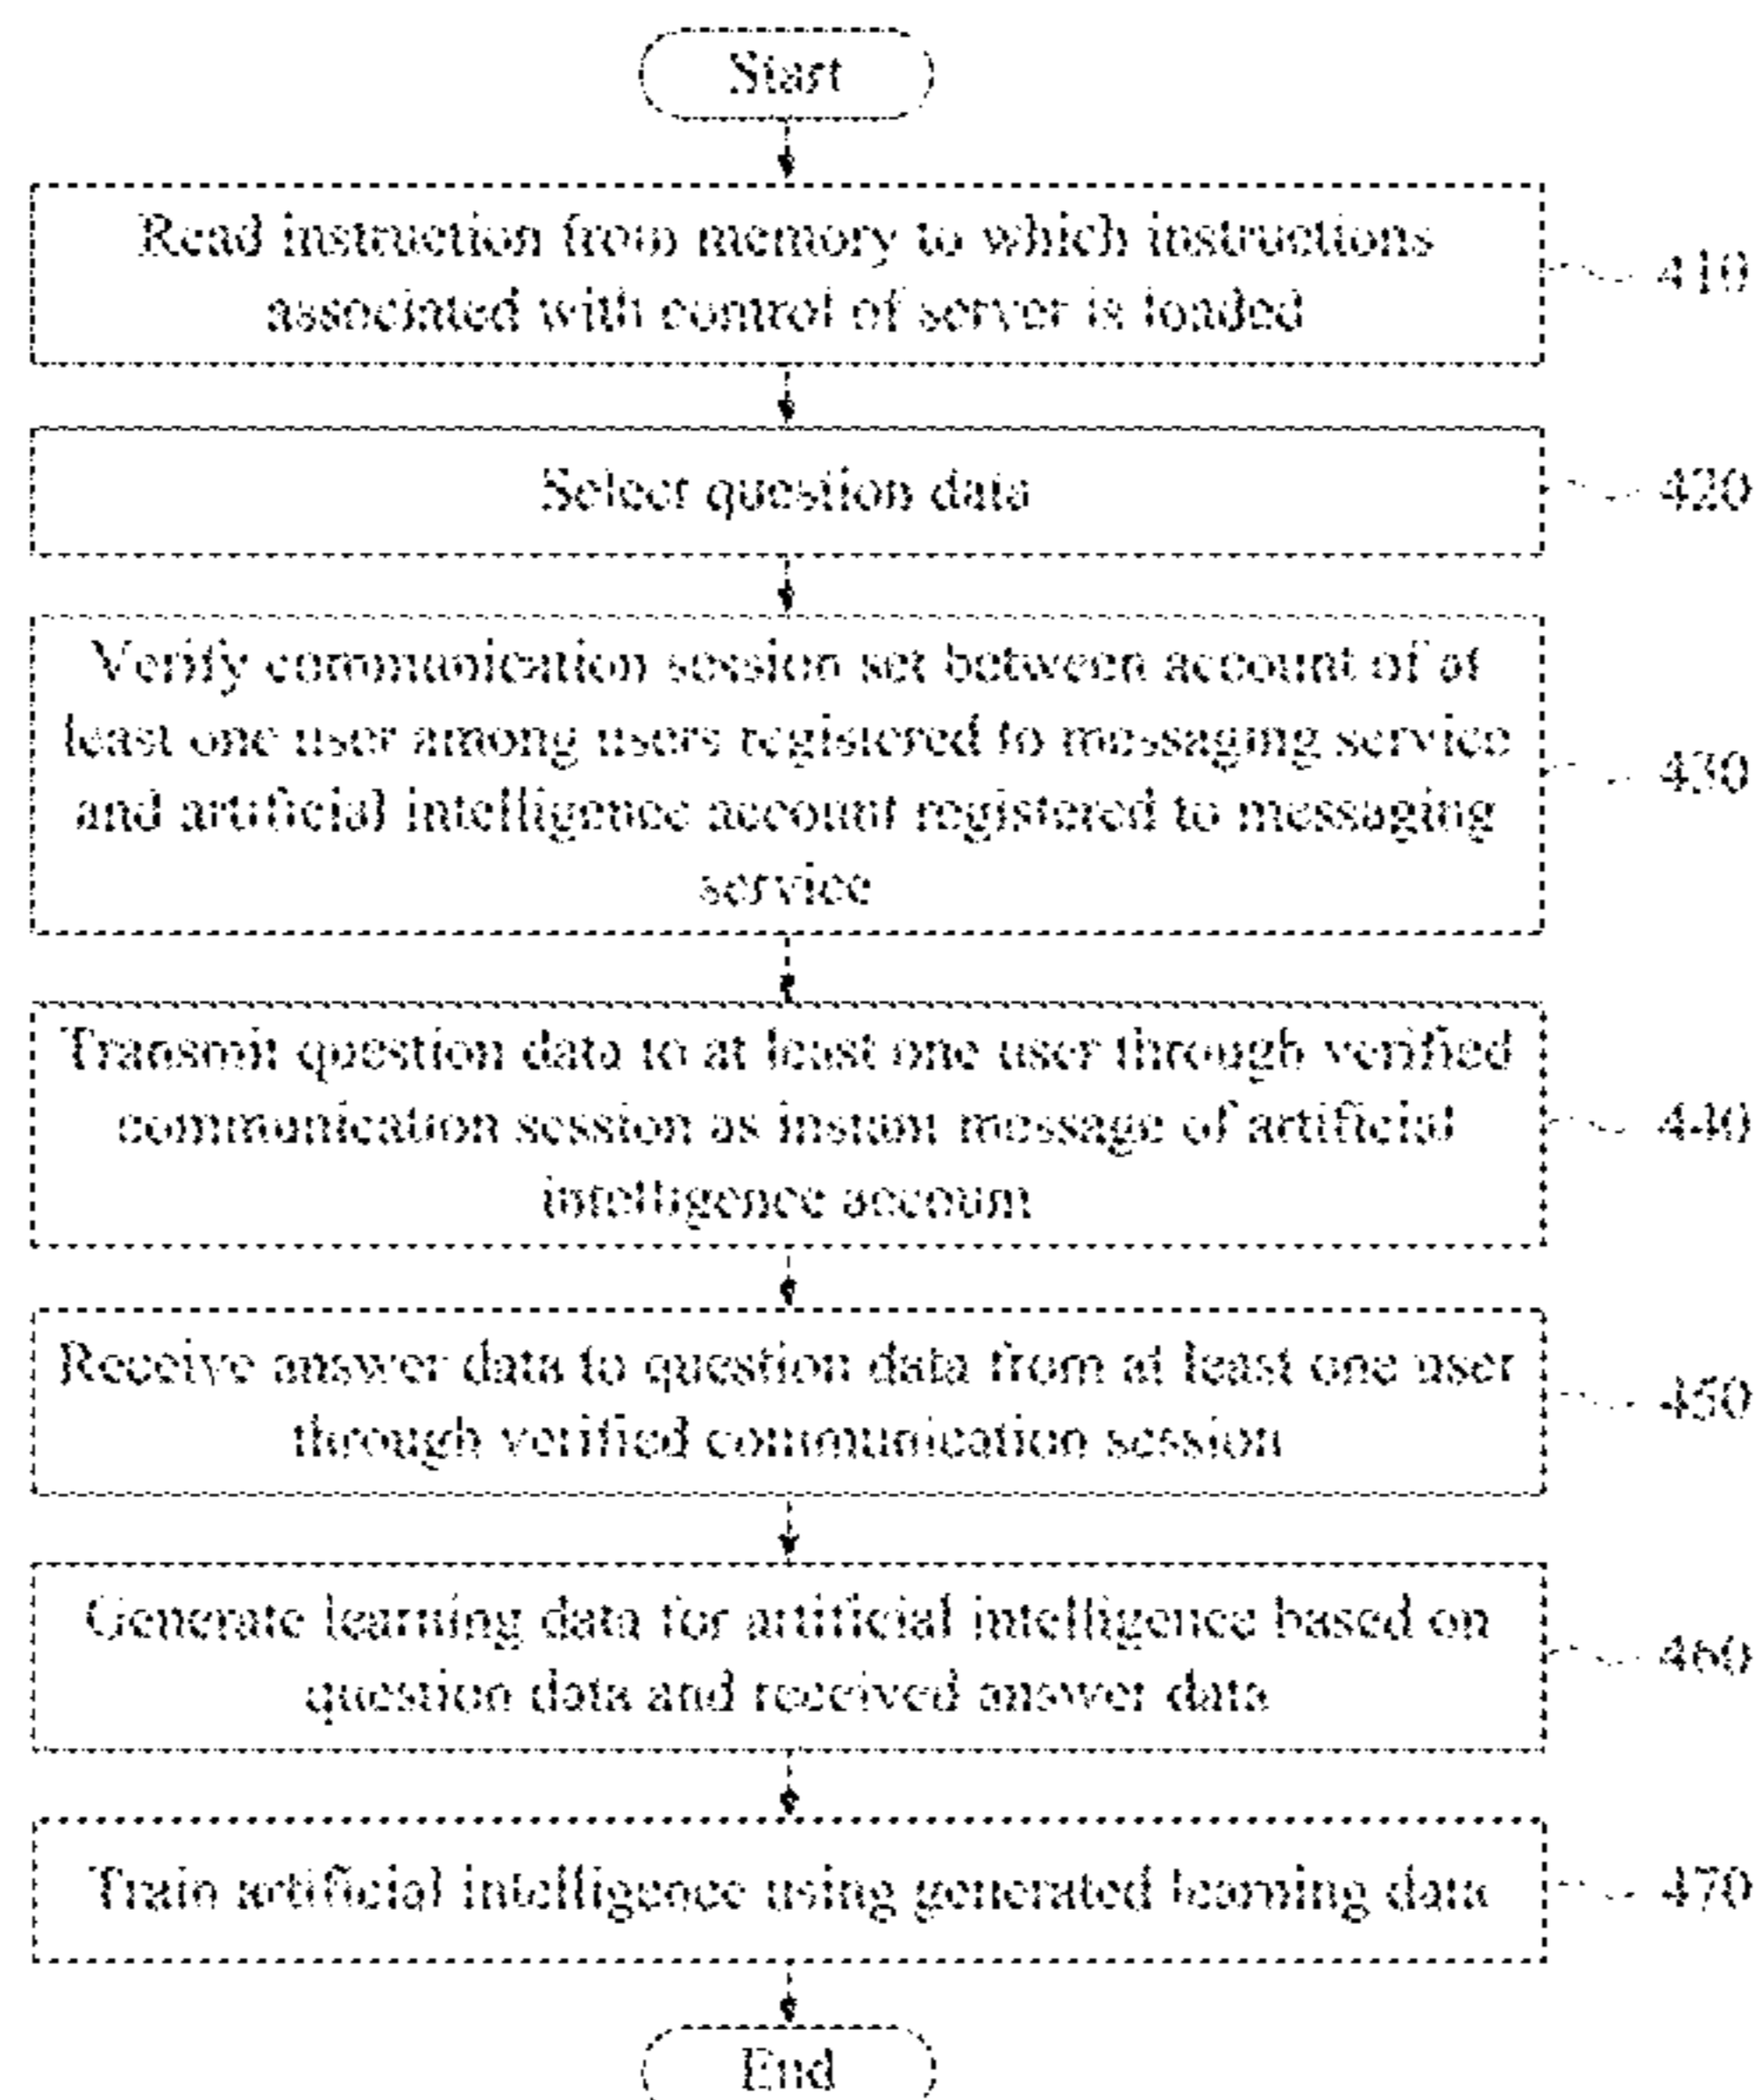 Start
Read instruction from memory to which instructions
associated with control of server is loaded
410
Select question data
420
Verify communication session set between account of at
least one user among users registered to messaging service
and artificial intelligence account registered to messaging
service
430
Transmit question data to at least one user through verified
communication session as instant message of artificial
intelligence account
440
Receive answer data to question data from at least one user
through verified communication session
450
Generate learning data for artificial intelligence based on
question data and received answer data
460
Train artificial intelligence using generated learning data
470
End